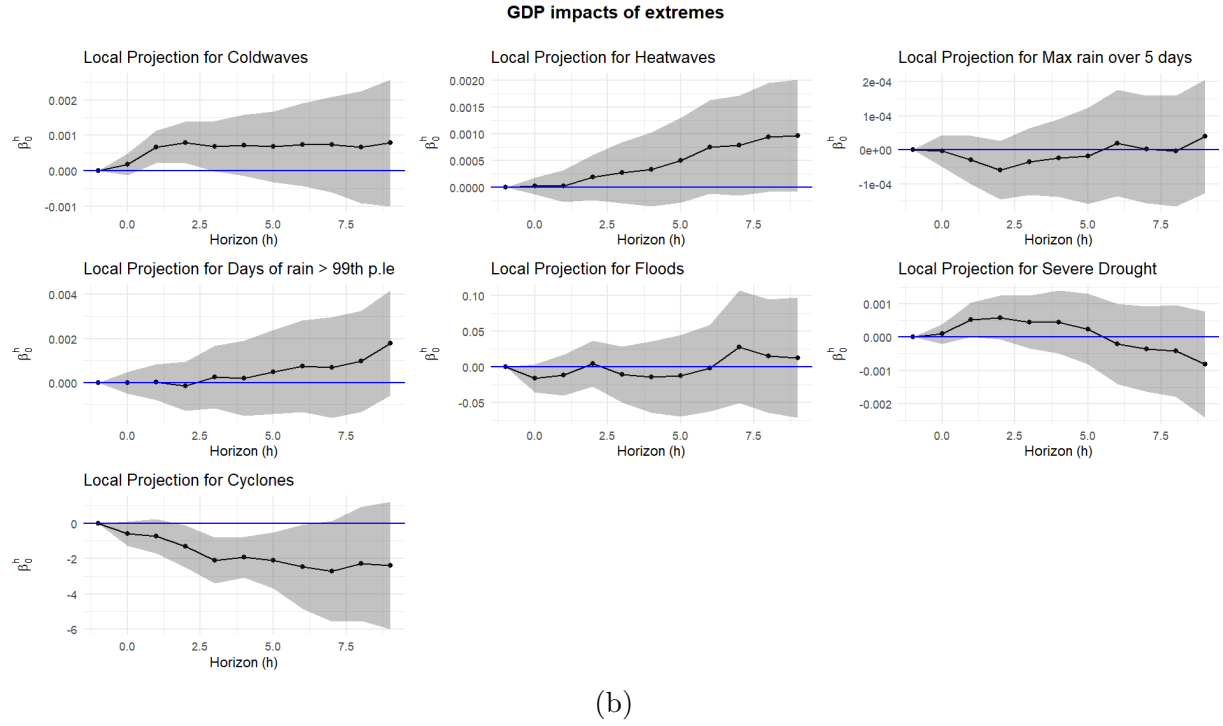 GDP impacts of extremes
Local Projection for Coldwaves
0.002
0.001
0.000
-0.001
β₀ʰ
0.0
2.5
5.0
7.5
Horizon (h)
Local Projection for Heatwaves
0.0020
0.0015
0.0010
0.0005
0.0000
β₀ʰ
0.0
2.5
5.0
7.5
Horizon (h)
Local Projection for Max rain over 5 days
2e-04
1e-04
0e+00
-1e-04
β₀ʰ
0.0
2.5
5.0
7.5
Horizon (h)
Local Projection for Days of rain > 99th p.le
0.004
0.002
0.000
β₀ʰ
0.0
2.5
5.0
7.5
Horizon (h)
Local Projection for Floods
0.10
0.05
0.00
-0.05
β₀ʰ
0.0
2.5
5.0
7.5
Horizon (h)
Local Projection for Severe Drought
0.001
0.000
-0.001
-0.002
β₀ʰ
0.0
2.5
5.0
7.5
Horizon (h)
Local Projection for Cyclones
0
-2
-4
-6
β₀ʰ
0.0
2.5
5.0
7.5
Horizon (h)
(b)